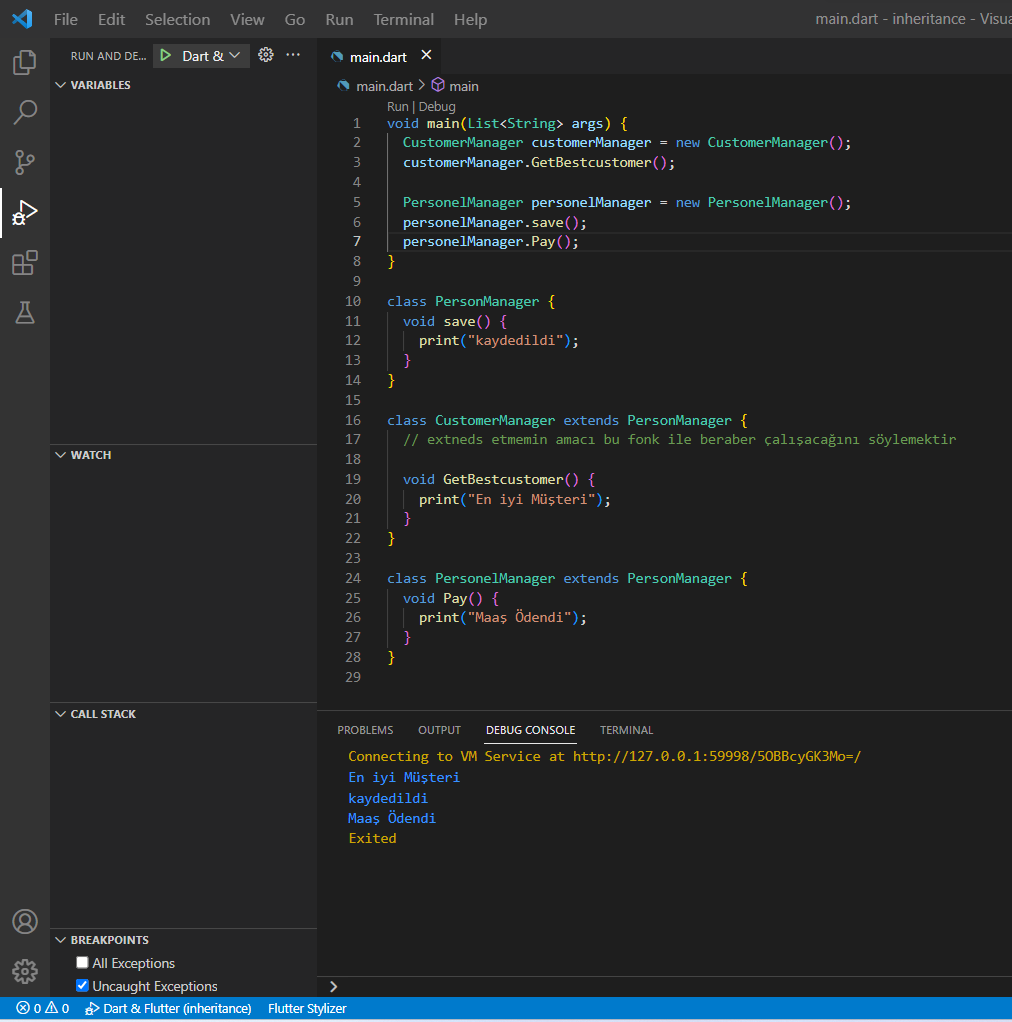 File Edit Selection View Go Run Terminal Help main.dart - inheritance - Visua
RUN AND DE... Dart & ...
VARIABLES
WATCH
CALL STACK
BREAKPOINTS
All Exceptions
Uncaught Exceptions
main.dart
main.dart > main
Run | Debug
1 void main(List<String> args) {
2 CustomerManager customerManager = new CustomerManager();
3 customerManager.GetBestcustomer();
4
5 PersonelManager personelManager = new PersonelManager();
6 personelManager.save();
7 personelManager.Pay();
8 }
9
10 class PersonManager {
11 void save() {
12 print("kaydedildi");
13 }
14 }
15
16 class CustomerManager extends PersonManager {
17 // extneds etmemin amacı bu fonk ile beraber çalışacağını söylemektir
18
19 void GetBestcustomer() {
20 print("En iyi Müşteri");
21 }
22 }
23
24 class PersonelManager extends PersonManager {
25 void Pay() {
26 print("Maaş Ödendi");
27 }
28 }
29
PROBLEMS OUTPUT DEBUG CONSOLE TERMINAL
Connecting to VM Service at http://127.0.0.1:59998/5OBBcyGK3Mo=/
En iyi Müşteri
kaydedildi
Maaş Ödendi
Exited
>
0 0 Dart & Flutter (inheritance) Flutter Stylizer